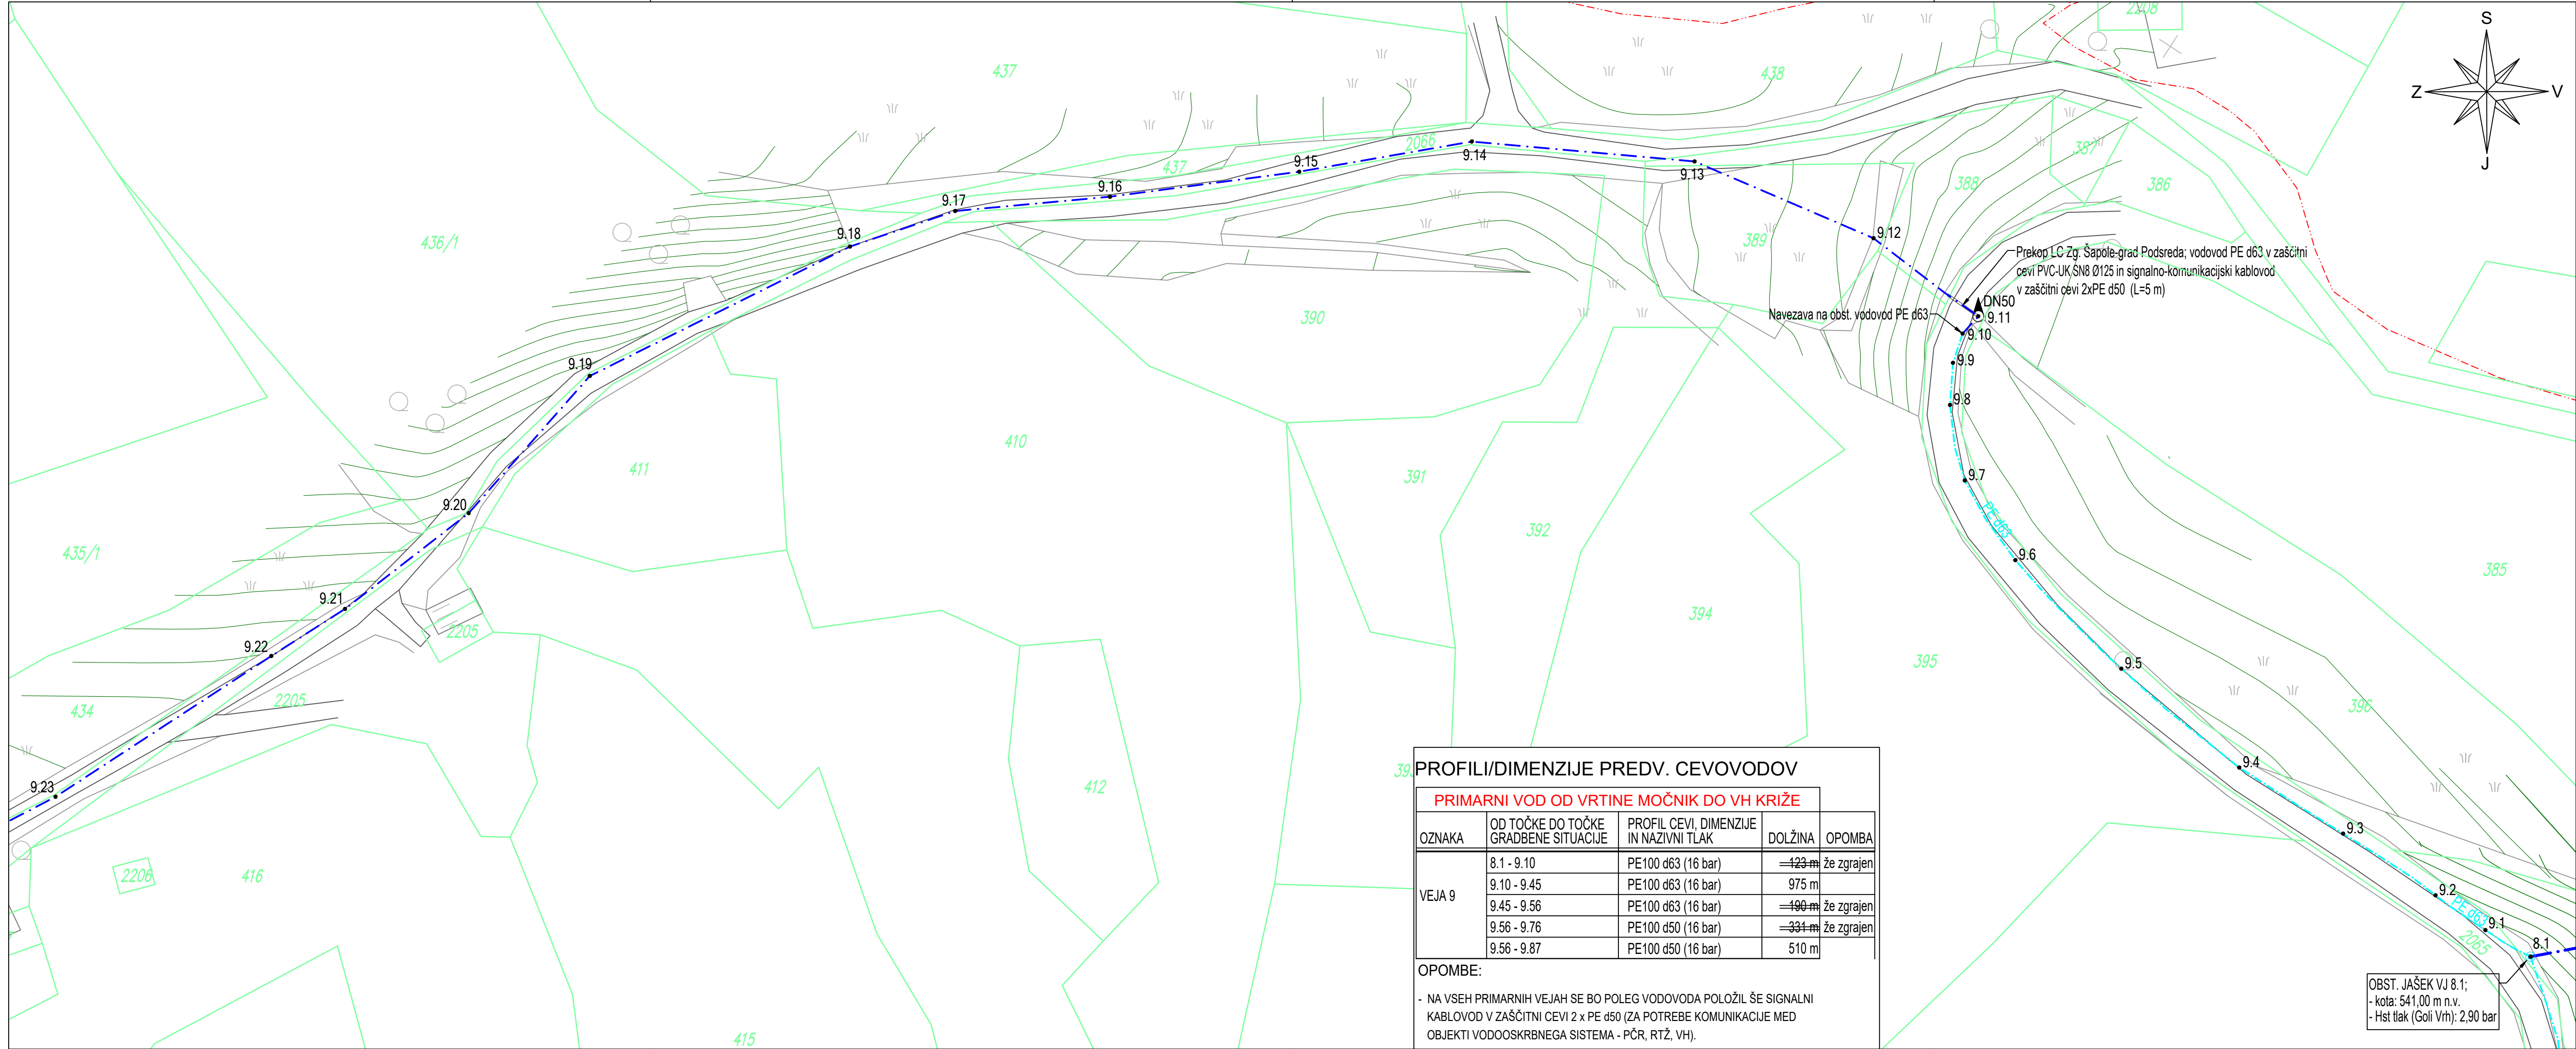 2208
S
Z
V
J
437
438
2066
437
9.14
9.15
9.13
9.16
9.17
9.18
9.12
387
386
388
389
436/1
Prekop LC Zg. Šapole-grad Podsreda; vodovod PE d63 v zaščitni
cevi PVC-UK SN8 Ø125 in signalno-komunikacijski kablovod
v zaščitni cevi 2xPE d50 (L=5 m)
DN50
9.11
Navezava na obst. vodovod PE d63
9.10
390
9.9
9.19
9.8
410
411
391
9.7
9.20
PE d63
392
435/1
9.6
385
9.21
394
2205
9.22
395
9.5
2205
434
396
9.4
9.23
412
9.3
2206
416
9.2
PE d63
9.1
2065
8.1
415
PROFILI/DIMENZIJE PREDV. CEVOVODOV
PRIMARNI VOD OD VRTINE MOČNIK DO VH KRIŽE
OZNAKA
OD TOČKE DO TOČKE
GRADBENE SITUACIJE
PROFIL CEVI, DIMENZIJE
IN NAZIVNI TLAK
DOLŽINA
OPOMBA
VEJA 9
8.1 - 9.10 PE100 d63 (16 bar) 123 m že zgrajen
9.10 - 9.45 PE100 d63 (16 bar) 975 m
9.45 - 9.56 PE100 d63 (16 bar) 190 m že zgrajen
9.56 - 9.76 PE100 d50 (16 bar) 331 m že zgrajen
9.56 - 9.87 PE100 d50 (16 bar) 510 m
OPOMBE:
- NA VSEH PRIMARNIH VEJAH SE BO POLEG VODOVODA POLOŽIL ŠE SIGNALNI
KABLOVOD V ZAŠČITNI CEVI 2 x PE d50 (ZA POTREBE KOMUNIKACIJE MED
OBJEKTI VODOOSKRBNEGA SISTEMA - PČR, RTŽ, VH).
OBST. JAŠEK VJ 8.1;
- kota: 541,00 m n.v.
- Hst tlak (Goli Vrh): 2,90 bar